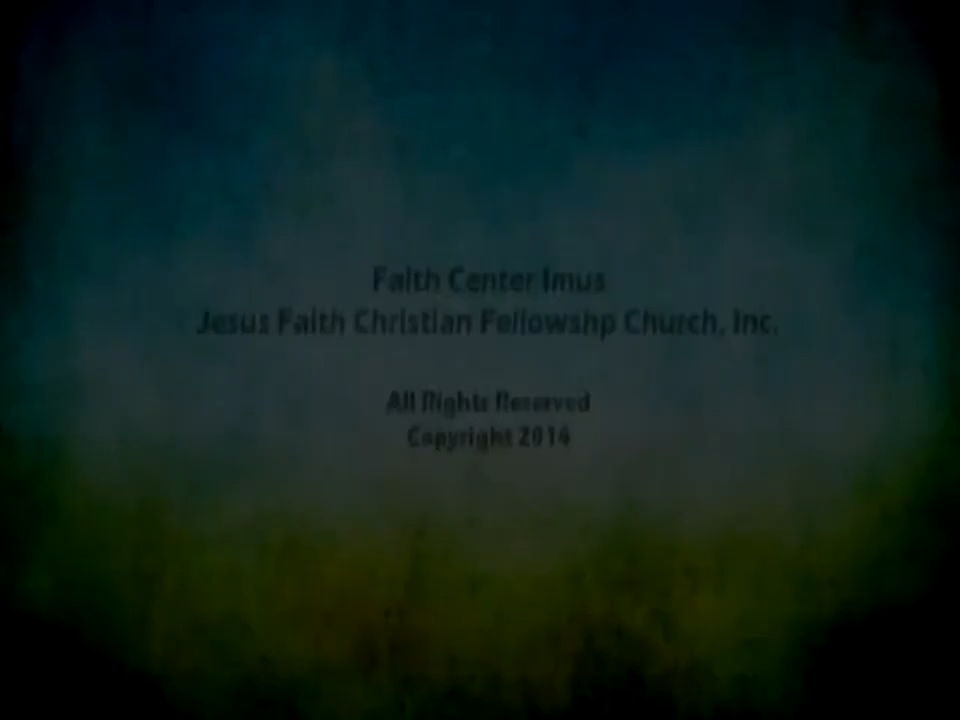 Faith Center Imus
Jesus Faith Christian Fellowshp Church, Inc.
All Rights Reserved
Copyright 2014